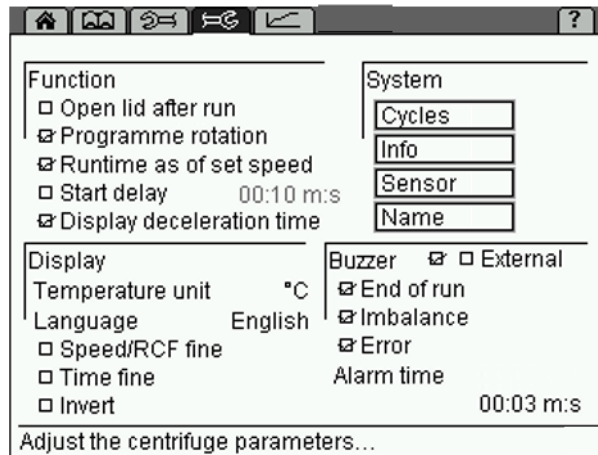 ?
Function
Open lid after run
Programme rotation
Runtime as of set speed
Start delay 00:10 m:s
Display deceleration time
System
Cycles
Info
Sensor
Name
Display
Temperature unit °C
Language English
Speed/RCF fine
Time fine
Invert
Buzzer External
End of run
Imbalance
Error
Alarm time
00:03 m:s
Adjust the centrifuge parameters...